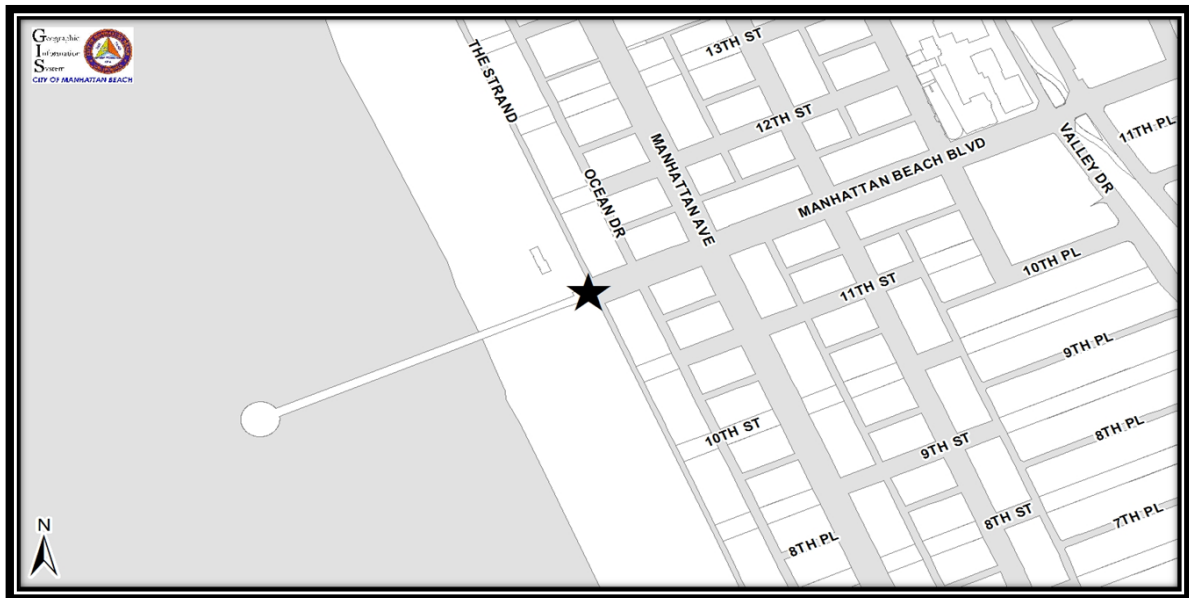 Geographic
Information
System
CITY OF MANHATTAN BEACH
THE STRAND
13TH ST
12TH ST
MANHATTAN AVE
OCEAN DR
MANHATTAN BEACH BLVD
VALLEY DR
11TH PL
10TH PL
11TH ST
9TH PL
10TH ST
9TH ST
8TH PL
8TH ST
7TH PL
8TH PL
N